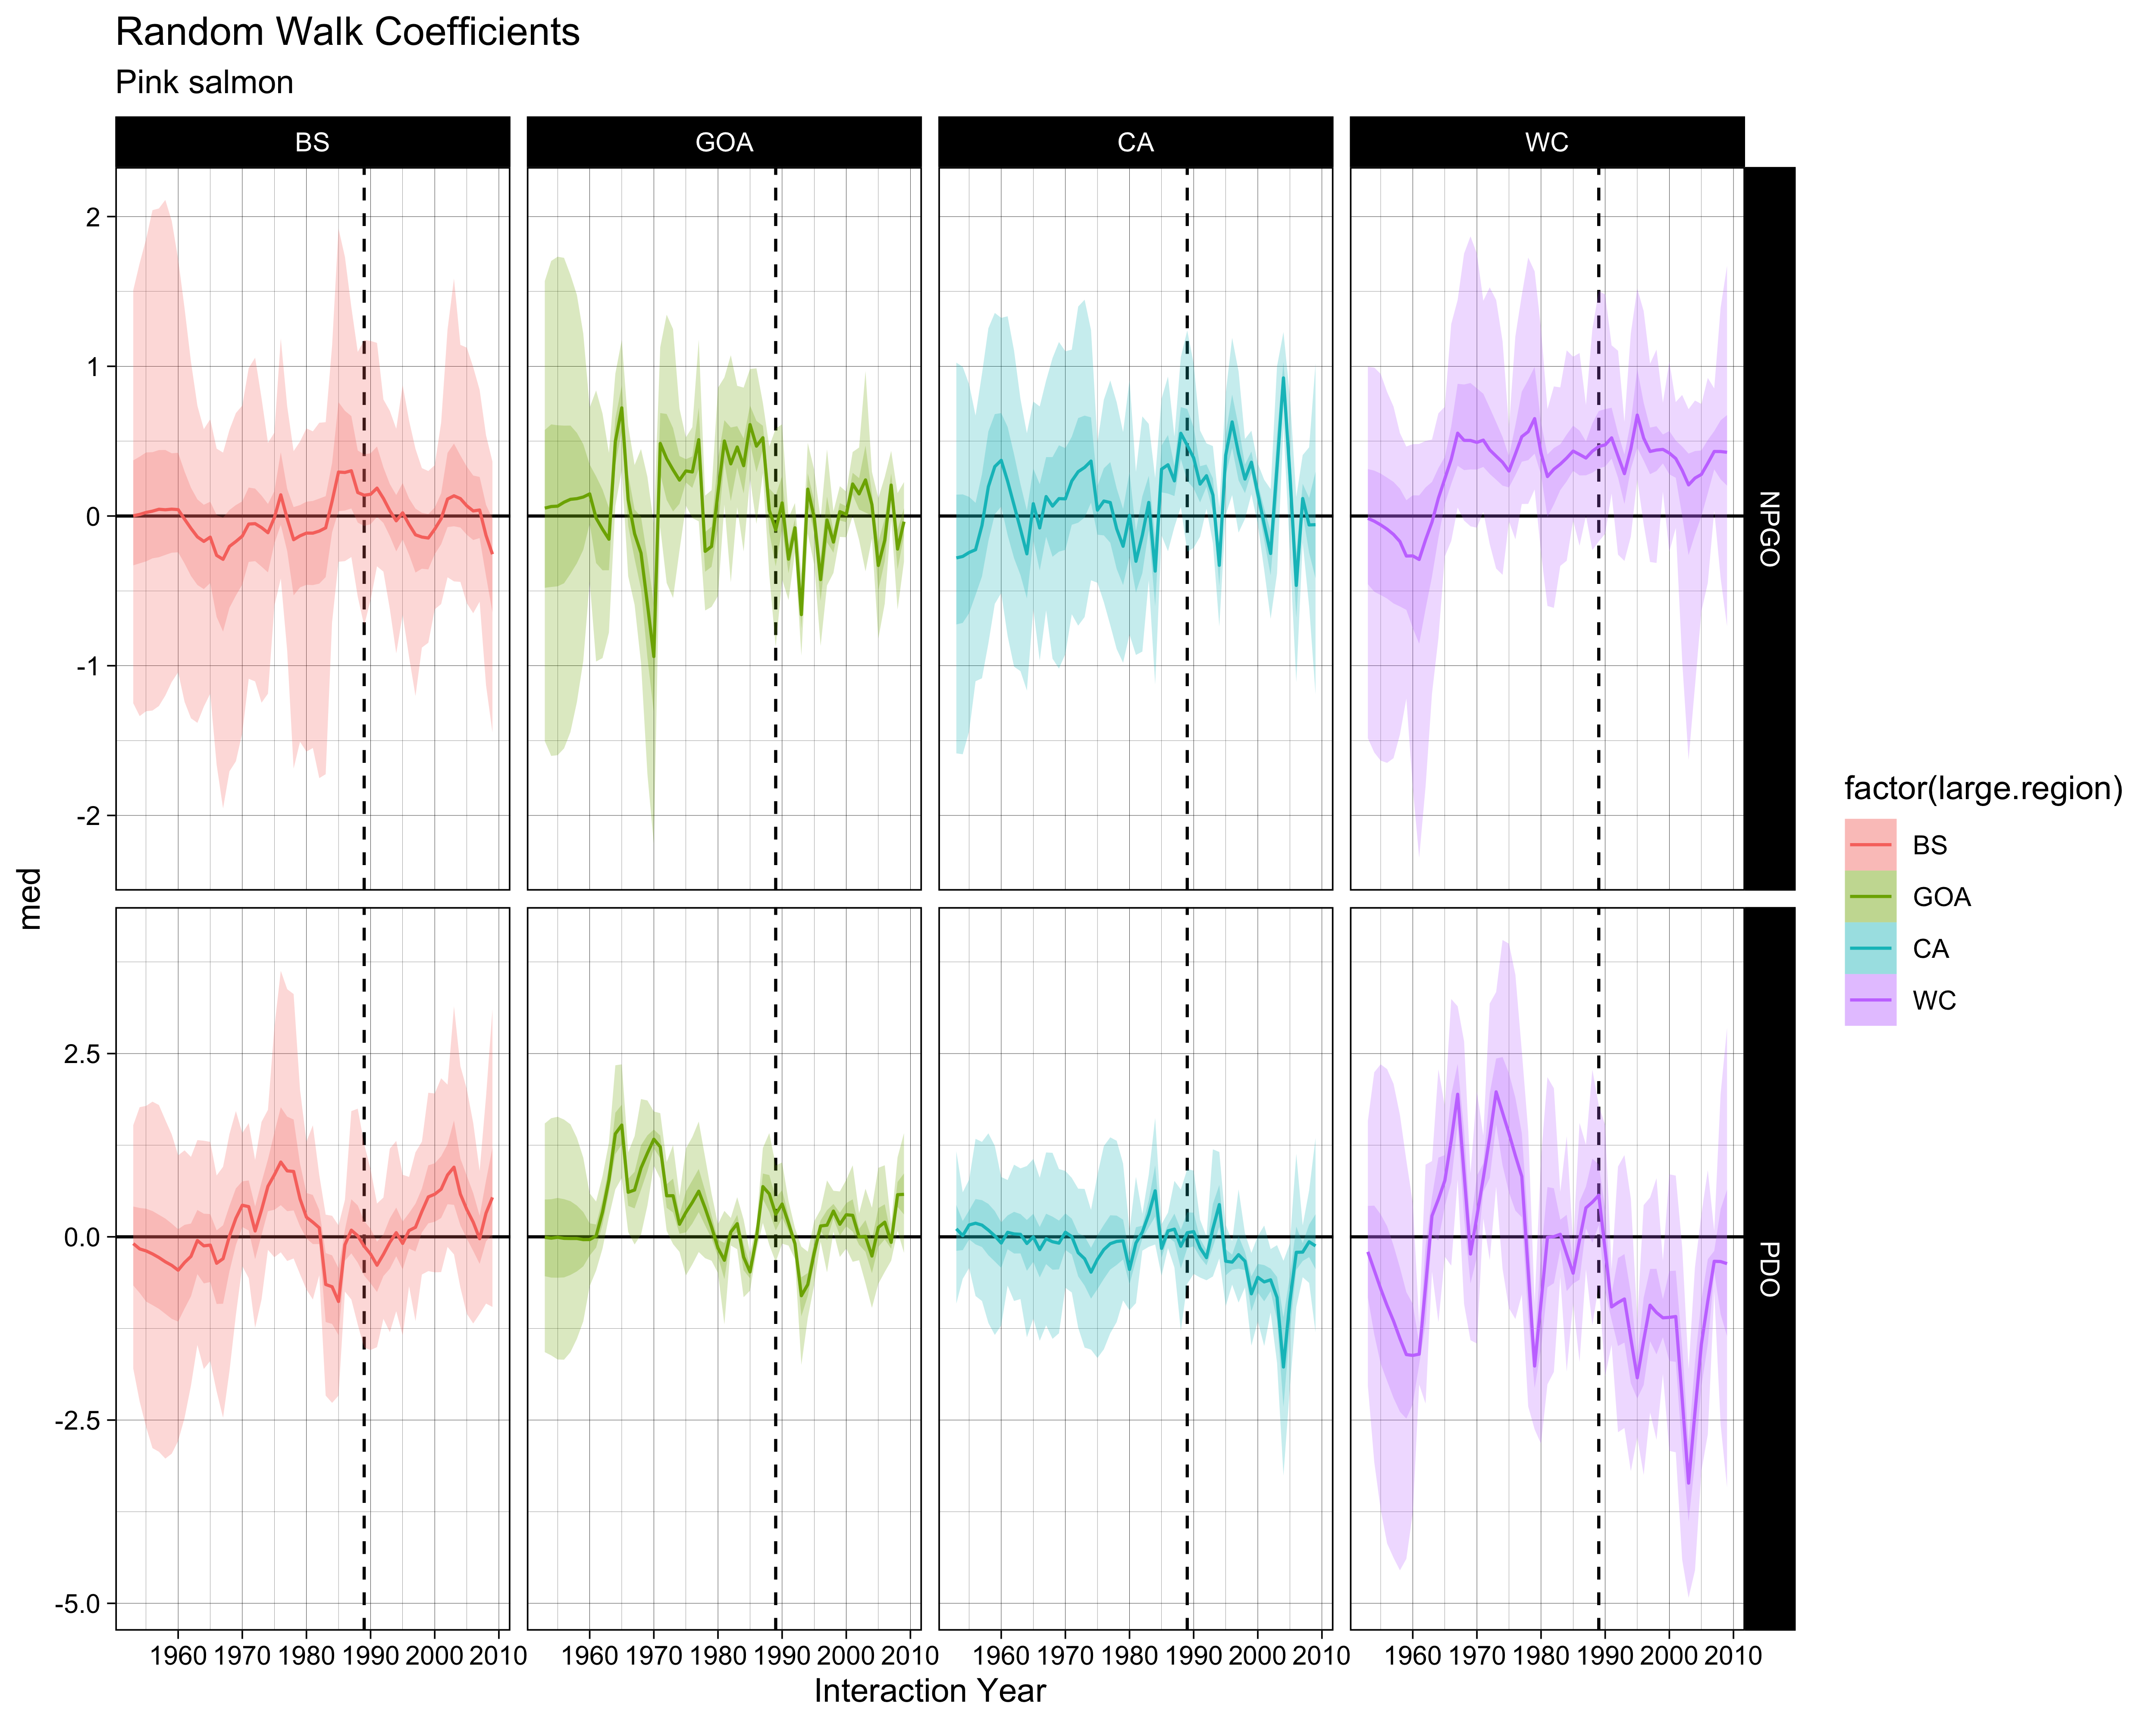 Random Walk Coefficients
Pink salmon
BS GOA CA WC
2
1
0
-1
-2
NPGO
med
2.5
0.0
-2.5
-5.0
PDO
1960 1970 1980 1990 2000 2010 1960 1970 1980 1990 2000 2010 1960 1970 1980 1990 2000 2010 1960 1970 1980 1990 2000 2010
Interaction Year
factor(large.region)
BS
GOA
CA
WC